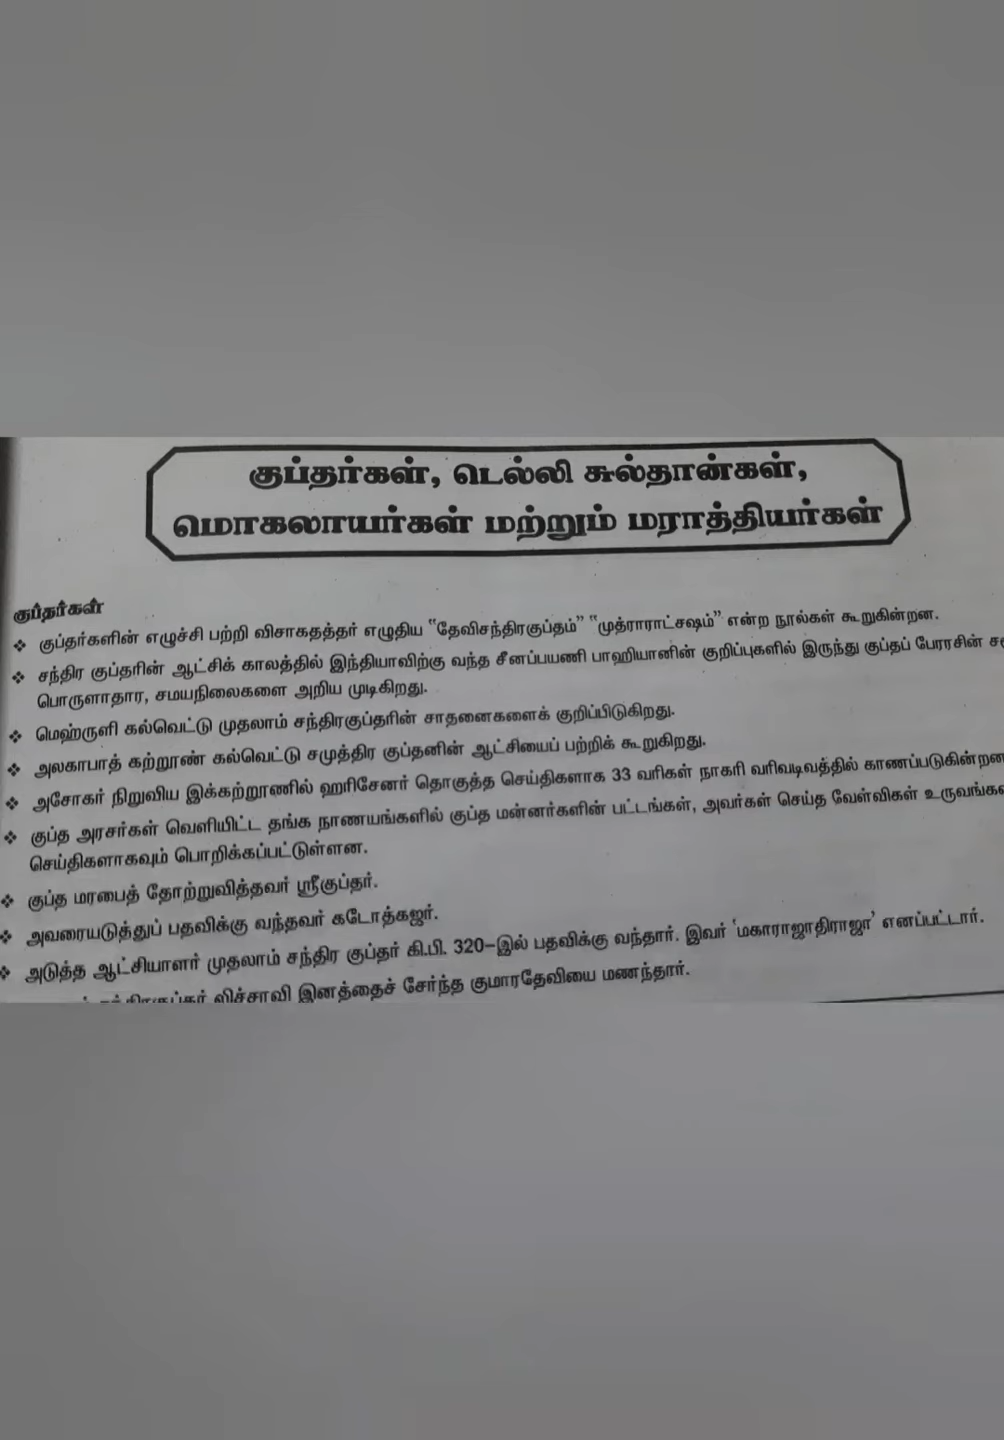 குப்தர்கள், டெல்லி சுல்தான்கள்,
மொகலாயர்கள் மற்றும் மராத்தியர்கள்
குப்தர்கள்
❖ குப்தர்களின் எழுச்சி பற்றி விசாகதத்தர் எழுதிய “தேவிசந்திரகுப்தம்” “முத்ராராட்சஷம்” என்ற நூல்கள் கூறுகின்றன.
❖ சந்திர குப்தரின் ஆட்சிக் காலத்தில் இந்தியாவிற்கு வந்த சீனப்பயணி பாஹியானின் குறிப்புகளில் இருந்து குப்தப் பேரரசின்
பொருளாதார, சமயநிலைகளை அறிய முடிகிறது.
❖ மெஹ்ருளி கல்வெட்டு முதலாம் சந்திரகுப்தரின் சாதனைகளைக் குறிப்பிடுகிறது.
❖ அலகாபாத் கற்றூண் கல்வெட்டு சமுத்திர குப்தனின் ஆட்சியைப் பற்றிக் கூறுகிறது.
❖ அசோகர் நிறுவிய இக்கற்றூணில் ஹரிசேனர் தொகுத்த செய்திகளாக 33 வரிகள் நாகரி வரிவடிவத்தில் காணப்படுகின்றன
❖ குப்த அரசர்கள் வெளியிட்ட தங்க நாணயங்களில் குப்த மன்னர்களின் பட்டங்கள், அவர்கள் செய்த வேள்விகள்
செய்திகளாகவும் பொறிக்கப்பட்டுள்ளன.
❖ குப்த மரபைத் தோற்றுவித்தவர் ஸ்ரீகுப்தர்.
❖ அவரையடுத்துப் பதவிக்கு வந்தவர் கடோத்கஜர்.
❖ அடுத்த ஆட்சியாளர் முதலாம் சந்திர குப்தர் கி.பி. 320–இல் பதவிக்கு வந்தார். இவர் ‘மகாராஜாதிராஜா’ எனப்பட்டார்.
லிச்சாவி இனத்தைச் சேர்ந்த குமாரதேவியை மணந்தார்.